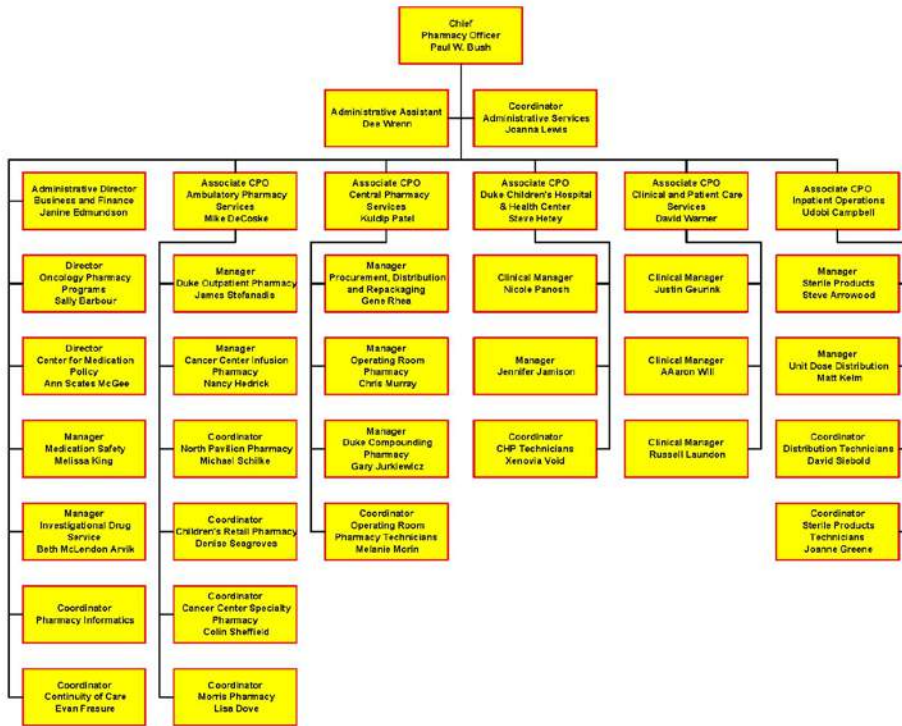 Chief
Pharmacy Officer
Paul W. Bush
Administrative Assistant
Dee Wrenn
Coordinator
Administrative Services
Joanna Lewis
Administrative Director
Business and Finance
Janine Edmundson
Director
Oncology Pharmacy
Programs
Sally Barbour
Director
Center for Medication
Policy
Ann Scates McGee
Manager
Medication Safety
Melissa King
Manager
Investigational Drug
Service
Beth McLendon Arvik
Coordinator
Pharmacy Informatics
Coordinator
Continuity of Care
Evan Frasure
Associate CPO
Ambulatory Pharmacy
Services
Mike DeCoske
Manager
Duke Outpatient Pharmacy
James Stefanadis
Manager
Cancer Center Infusion
Pharmacy
Nancy Hedrick
Coordinator
North Pavilion Pharmacy
Michael Schilke
Coordinator
Children's Retail Pharmacy
Denise Seagroves
Coordinator
Cancer Center Specialty
Pharmacy
Colin Sheffield
Coordinator
Morris Pharmacy
Lisa Dove
Associate CPO
Central Pharmacy
Services
Kuldip Patel
Manager
Procurement, Distribution
and Repackaging
Gene Rhea
Manager
Operating Room
Pharmacy
Chris Murray
Manager
Duke Compounding
Pharmacy
Gary Jurkiewicz
Coordinator
Operating Room
Pharmacy Technicians
Melanie Morin
Associate CPO
Duke Children's Hospital
& Health Center
Steve Hetey
Clinical Manager
Nicole Panosh
Manager
Jennifer Jamison
Coordinator
CHP Technicians
Xenovia Void
Associate CPO
Clinical and Patient Care
Services
David Warner
Clinical Manager
Justin Geurink
Clinical Manager
AAaron Will
Clinical Manager
Russell Laundon
Associate CPO
Inpatient Operations
Udobi Campbell
Manager
Sterile Products
Steve Arrowood
Manager
Unit Dose Distribution
Matt Kelm
Coordinator
Distribution Technicians
David Siebold
Coordinator
Sterile Products
Technicians
Joanne Greene